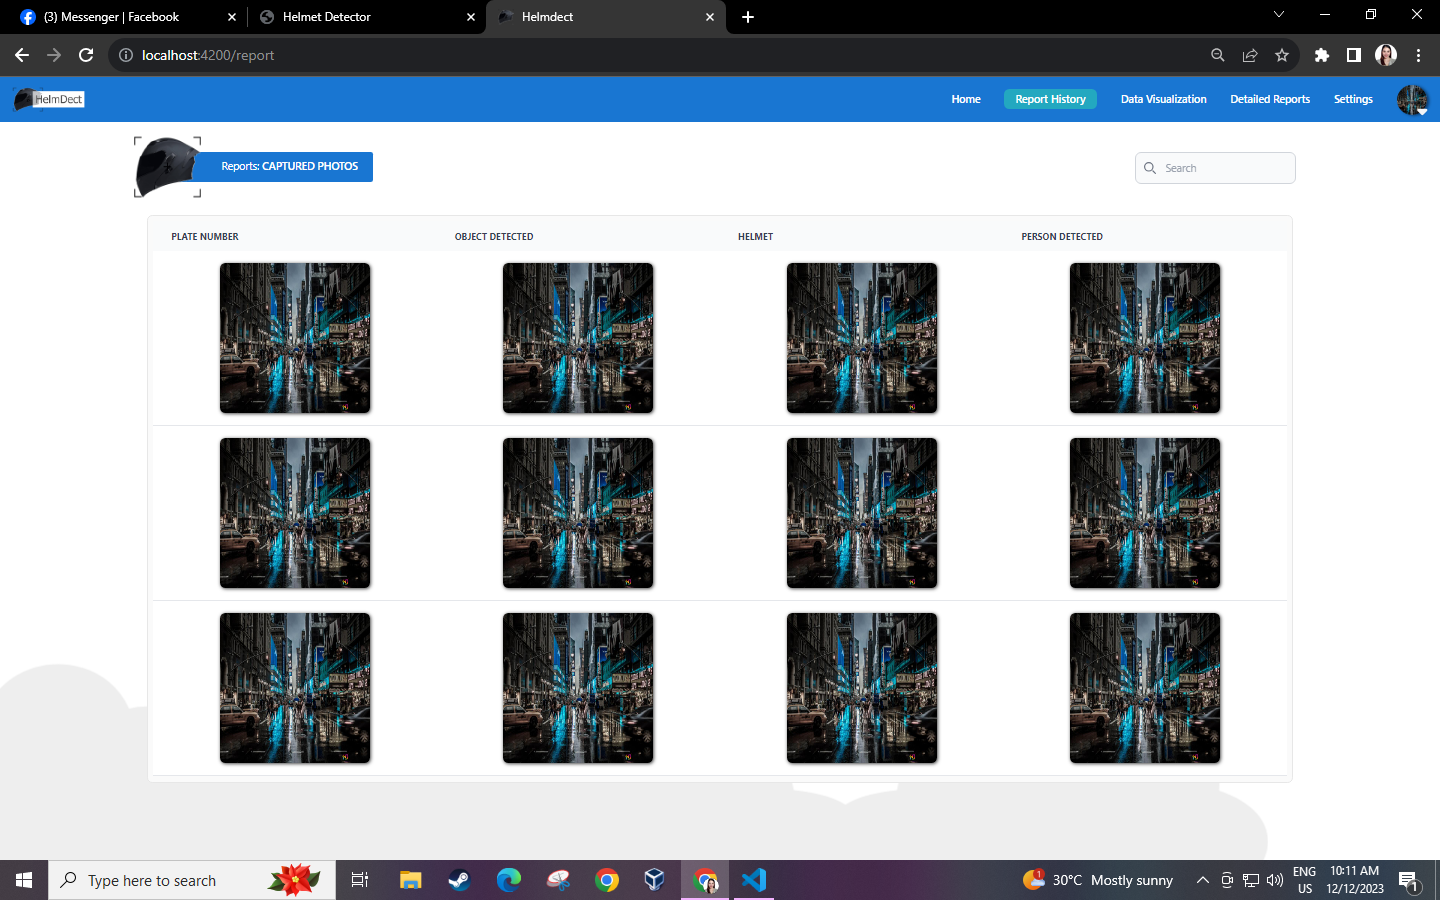 (3) Messenger | Facebook
Helmet Detector
Helmdect
localhost:4200/report
HelmDect
Home
Report History
Data Visualization
Detailed Reports
Settings
Reports: CAPTURED PHOTOS
Search
PLATE NUMBER
OBJECT DETECTED
HELMET
PERSON DETECTED
Type here to search
1
30°C Mostly sunny
ENG
US
10:11 AM
12/12/2023
1